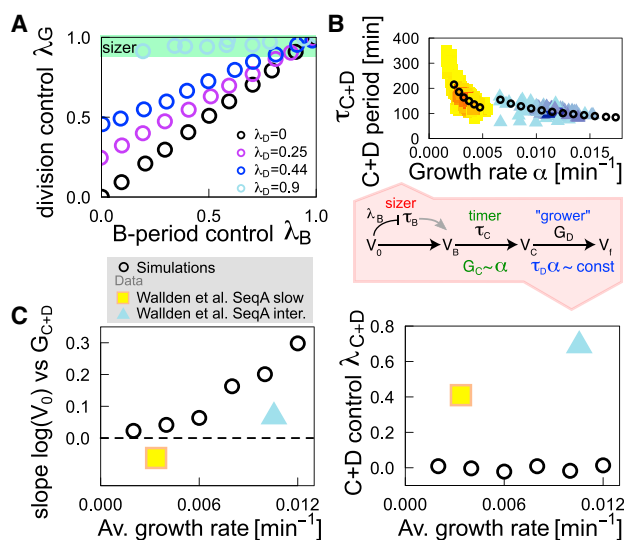 A
division control λG
1.0
0.5
0.0
sizer
λD=0
λD=0.25
λD=0.44
λD=0.9
0.0 0.5 1.0
B-period control λB
B
τC+D
C+D period [min]
400
300
200
100
0
0.000 0.005 0.010 0.015
Growth rate α [min⁻¹]
sizer timer "grower"
λB τB τC GD
V0 VB VC Vf
GC~α τDα~const
Simulations
Data
Wallden et al. SeqA slow
Wallden et al. SeqA inter.
C
slope log(V0) vs GC+D
0.3
0.2
0.1
0.0
0.000 0.006 0.012
Av. growth rate [min⁻¹]
C+D control λC+D
0.8
0.6
0.4
0.2
0.0
0.000 0.006 0.012
Av. growth rate [min⁻¹]